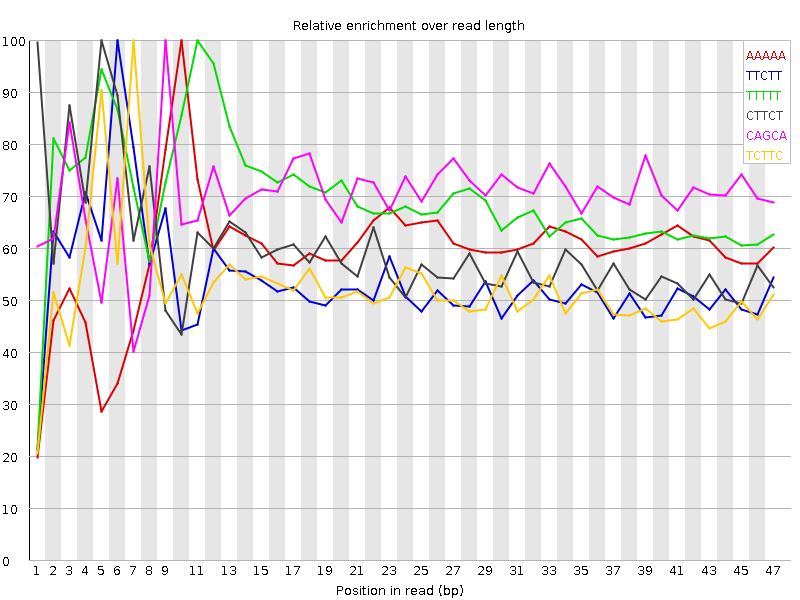 Relative enrichment over read length
100
90
80
70
60
50
40
30
20
10
0
AAAAA
TTCTT
TTTTT
CTTCT
CAGCA
TCTTC
1 2 3 4 5 6 7 8 9 11 13 15 17 19 21 23 25 27 29 31 33 35 37 39 41 43 45 47
Position in read (bp)